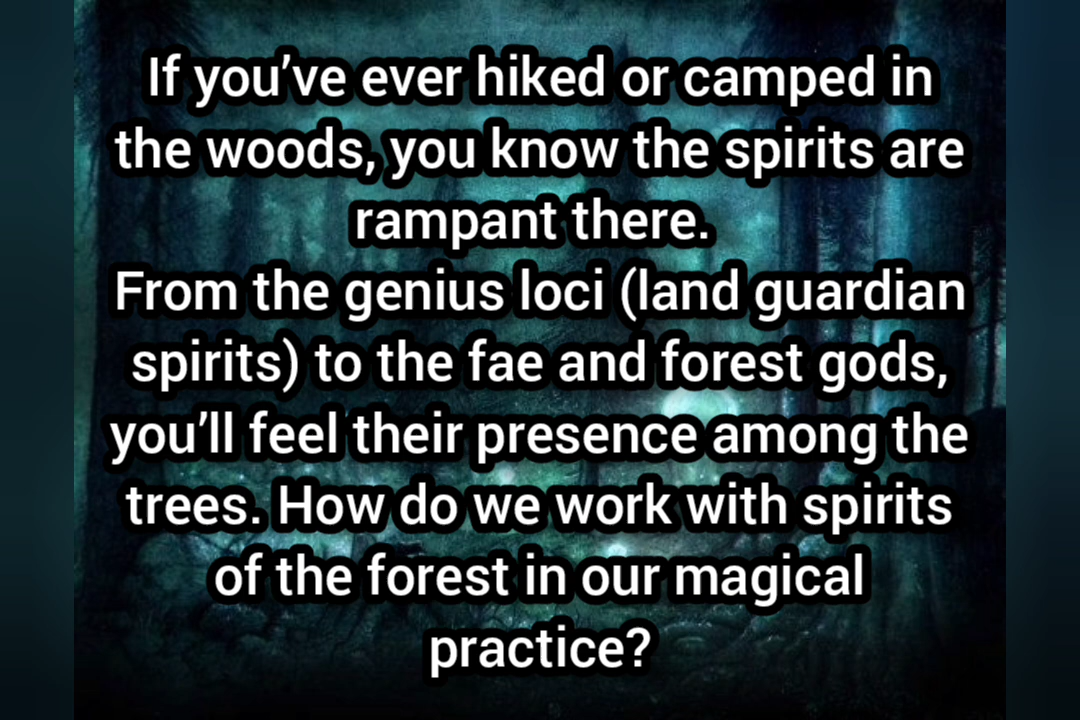 If you've ever hiked or camped in
the woods, you know the spirits are
rampant there.
From the genius loci (land guardian
spirits) to the fae and forest gods,
you'll feel their presence among the
trees. How do we work with spirits
of the forest in our magical
practice?